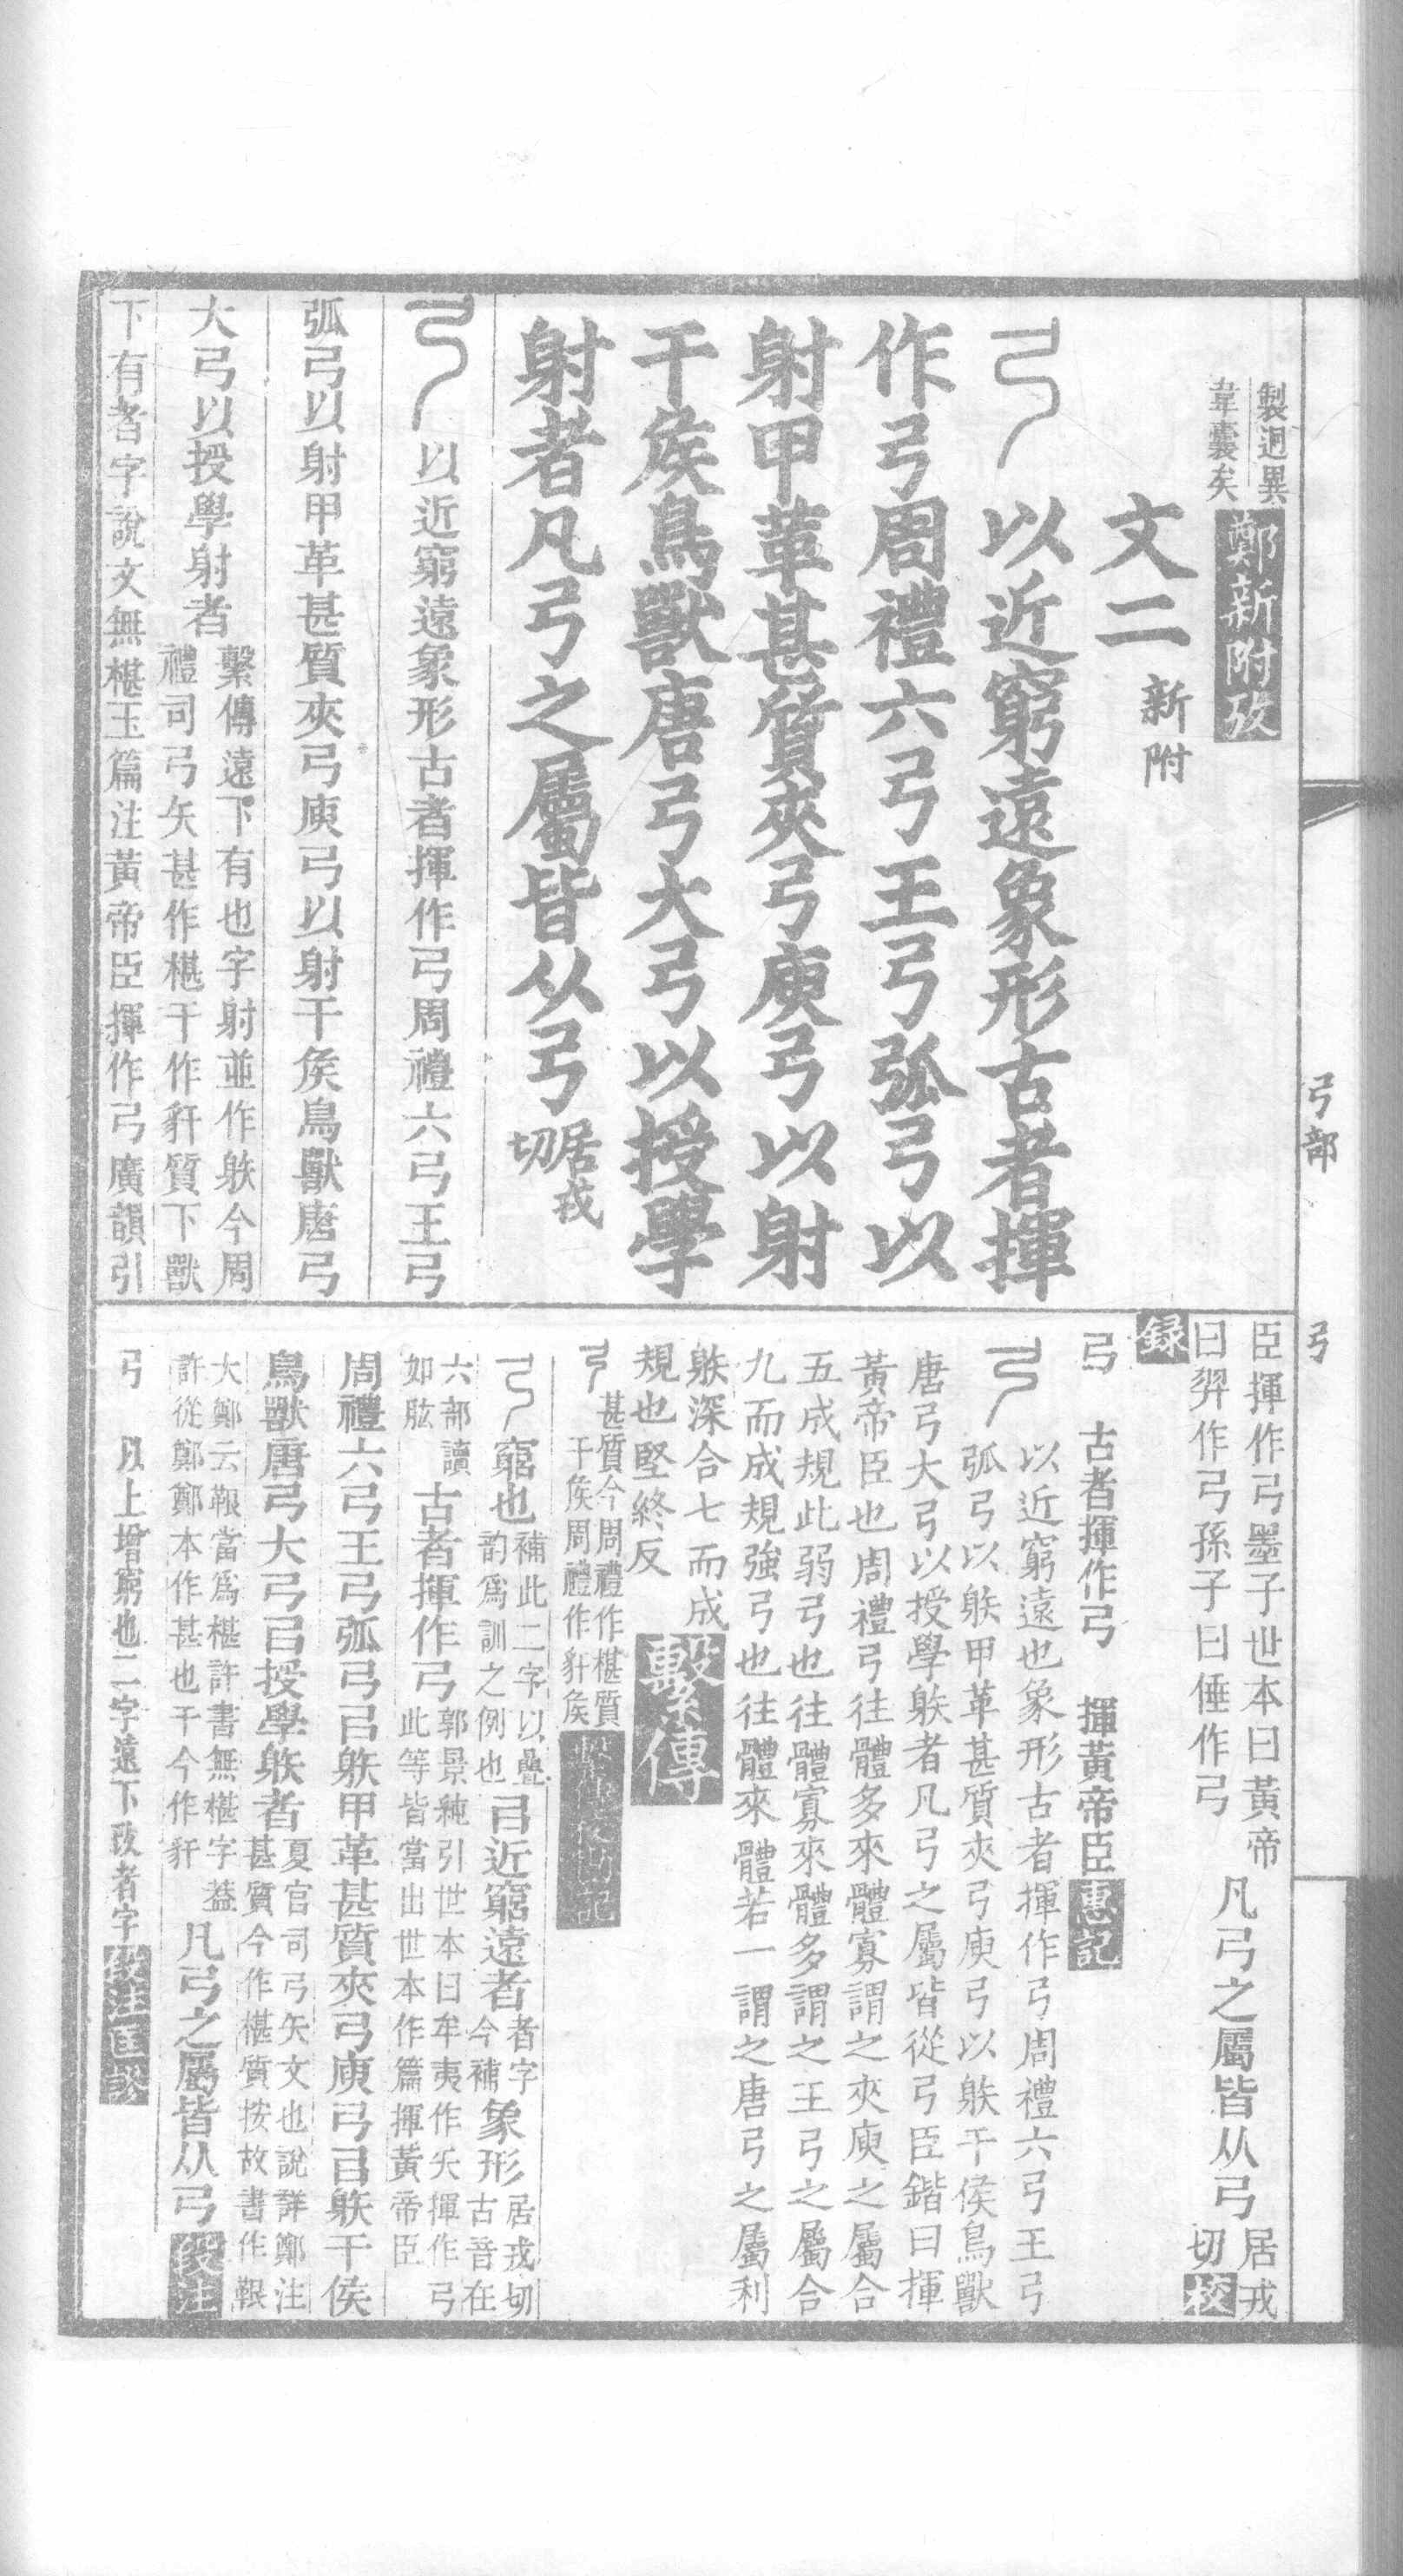 製迥異
韋囊矣
鄭新附攷
文二
新附
以近窮遠象形古者揮
作弓周禮六弓王弓弧弓以
射甲革甚質夾弓庾弓以射
干矦鳥獸唐弓大弓以授學
射者凡弓之屬皆从弓
居戎
切
以近窮遠象形古者揮作弓周禮六弓王弓
弧弓以射甲革甚質夾弓庾弓以射干矦鳥獸唐弓
大弓以授學射者
繫傳遠下有也字射並作䠶今周
禮司弓矢甚作椹干作豻質下獸
下有者字說文無椹玉篇注黃帝臣揮作弓廣韻引
臣揮作弓墨子世本曰黃帝
曰羿作弓孫子曰倕作弓
凡弓之屬皆从弓
居戎
切
校
録
弓 古者揮作弓 揮黃帝臣
惠記
以近窮遠也象形古者揮作弓周禮六弓王弓
弧弓以䠶甲革甚質夾弓庾弓以䠶干侯鳥獸
唐弓大弓以授學䠶者凡弓之屬皆從弓臣鍇曰揮
黃帝臣也周禮弓往體多來體寡謂之夾庾之屬合
五成規此弱弓也往體寡來體多謂之王弓之屬合
九而成規強弓也往體來體若一謂之唐弓之屬利
䠶深合七而成
規也堅終反
繫傳
弓
甚質今周禮作椹質
干矦周禮作豻矦
窮也
補此二字以疊
韵爲訓之例也
㠯近窮遠者
者字
今補
象形
居戎切
古音在
六部讀
如肱
古者揮作弓
郭景純引世本曰牟夷作矢揮作弓
此等皆當出世本作篇揮黃帝臣
周禮六弓王弓弧弓㠯䠶甲革甚質夾弓庾弓㠯䠶干侯
鳥獸唐弓大弓㠯授學䠶者
夏官司弓矢文也說詳鄭注
甚質今作椹質按故書作䩞
大鄭云䩞當爲椹許書無椹字蓋
許從鄭鄭本作甚也干今作豻
凡弓之屬皆从弓
段注
弓 以上增窮也二字遠下攷者字
段注匡謬
弓部
弓